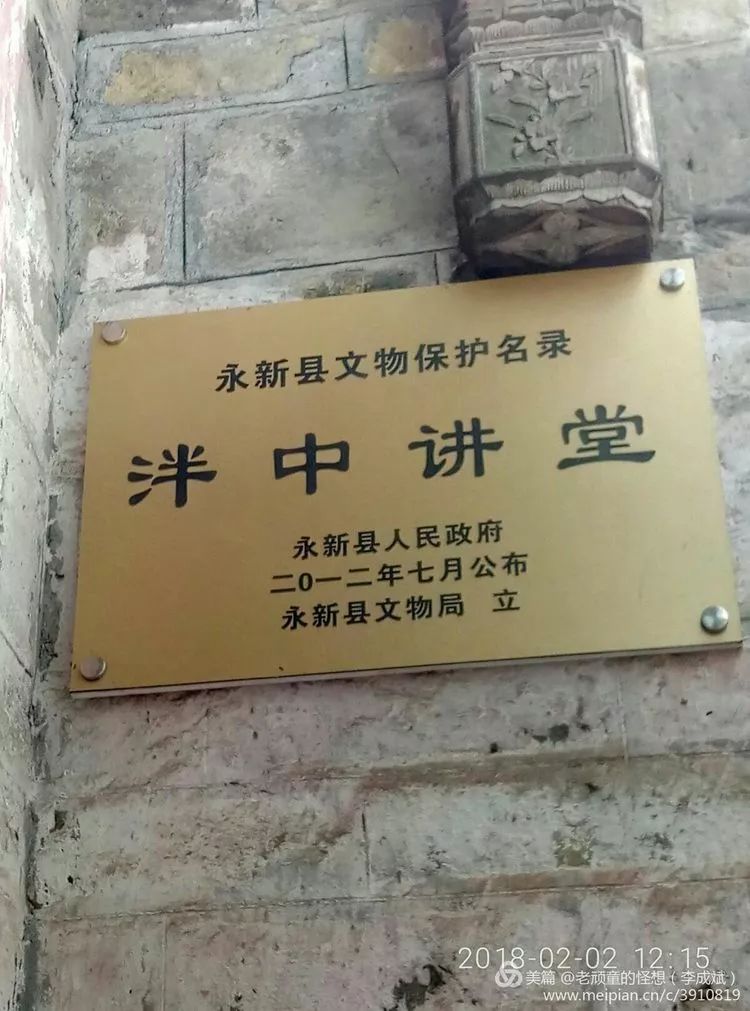 永新县文物保护名录
泮中讲堂
永新县人民政府
二0一二年七月公布
永新县文物局 立
2018-02-02 12:15
美篇 @老顽童的怪想（李成斌）
www.meipian.cn/c/3910819